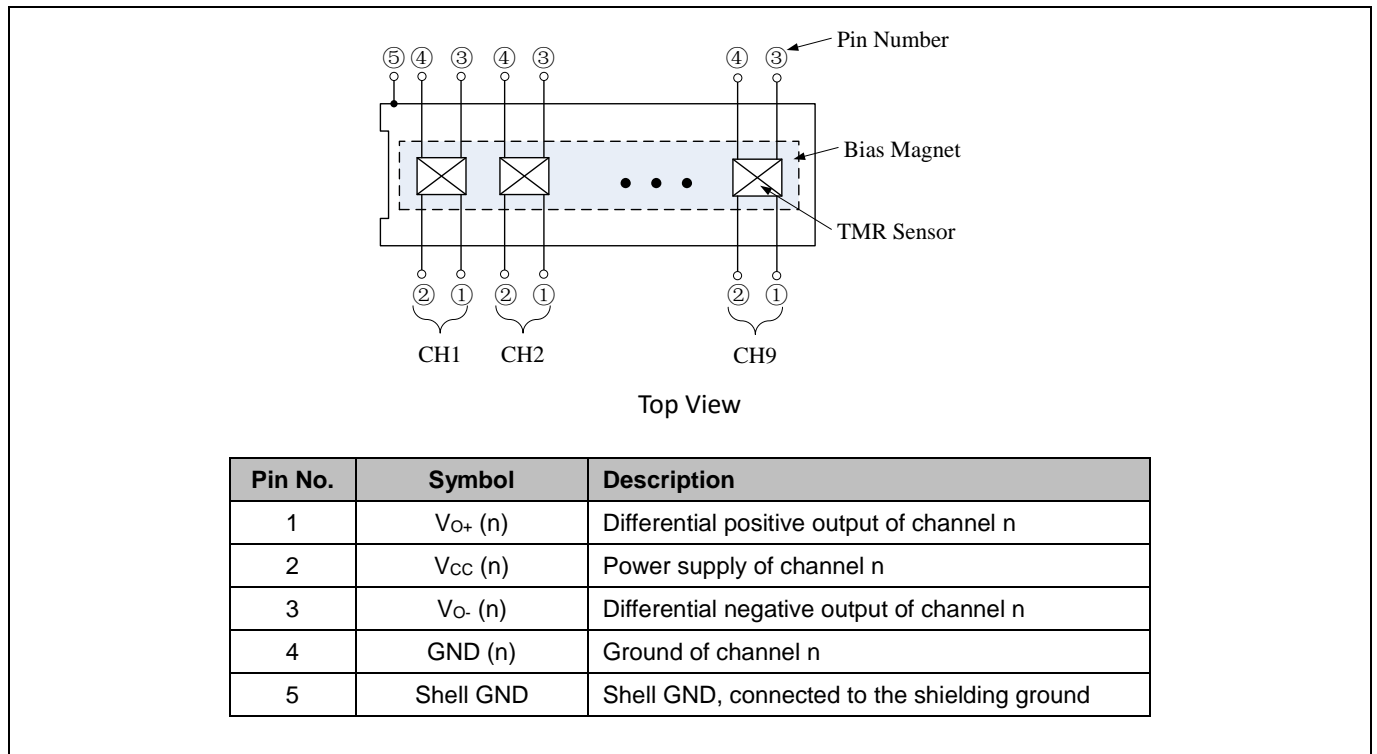 ⑤ ④ ③ ④ ③ ④ ③ Pin Number
Bias Magnet
TMR Sensor
② ① ② ① ② ①
CH1 CH2 CH9
Top View
Pin No. Symbol Description
1 VO+ (n) Differential positive output of channel n
2 VCC (n) Power supply of channel n
3 VO- (n) Differential negative output of channel n
4 GND (n) Ground of channel n
5 Shell GND Shell GND, connected to the shielding ground